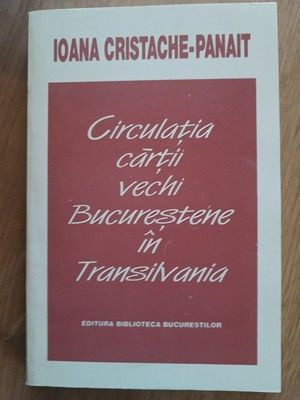 IOANA CRISTACHE-PANAIT
Circulația
cărții
vechi
Bucureștene
în
Transilvania
EDITURA BIBLIOTECA BUCUREȘTILOR